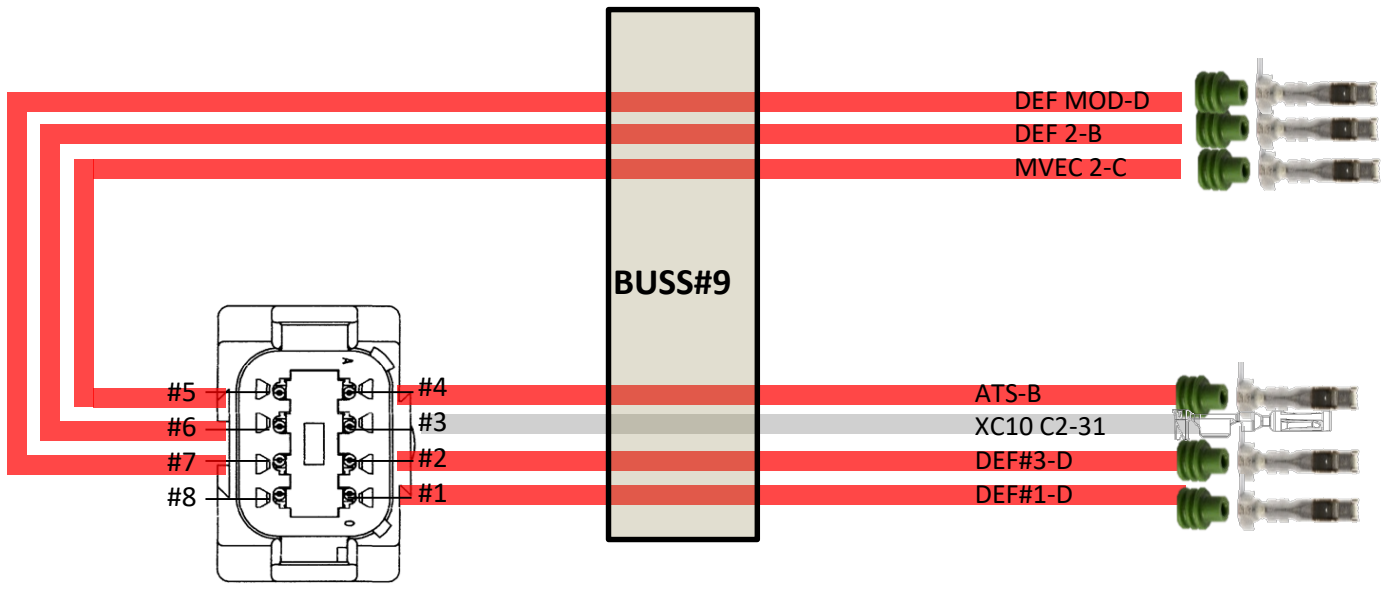 DEF MOD-D
DEF 2-B
MVEC 2-C
BUSS#9
A
#5
#4
ATS-B
#6
#3
XC10 C2-31
#7
#2
DEF#3-D
#8
#1
DEF#1-D
O